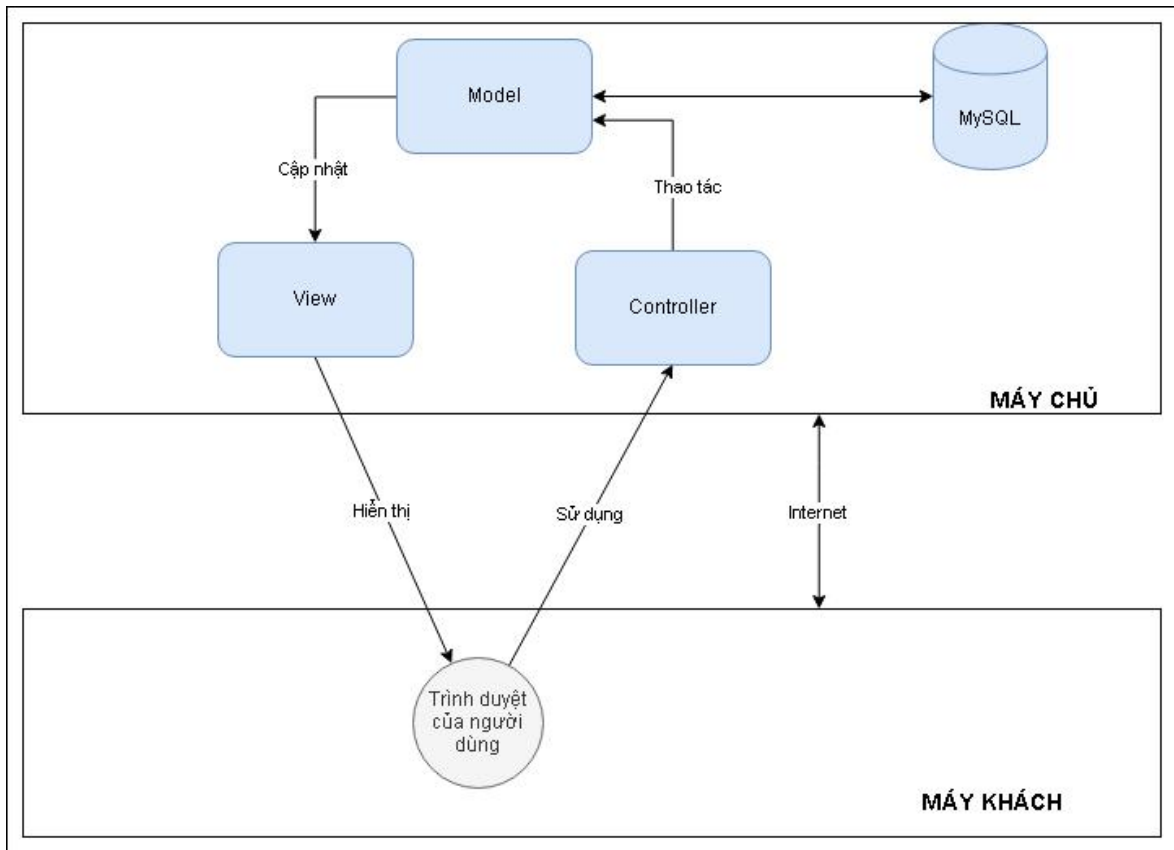 Model
MySQL
Cập nhật
Thao tác
View
Controller
MÁY CHỦ
Hiển thị
Sử dụng
Internet
Trình duyệt
của người
dùng
MÁY KHÁCH